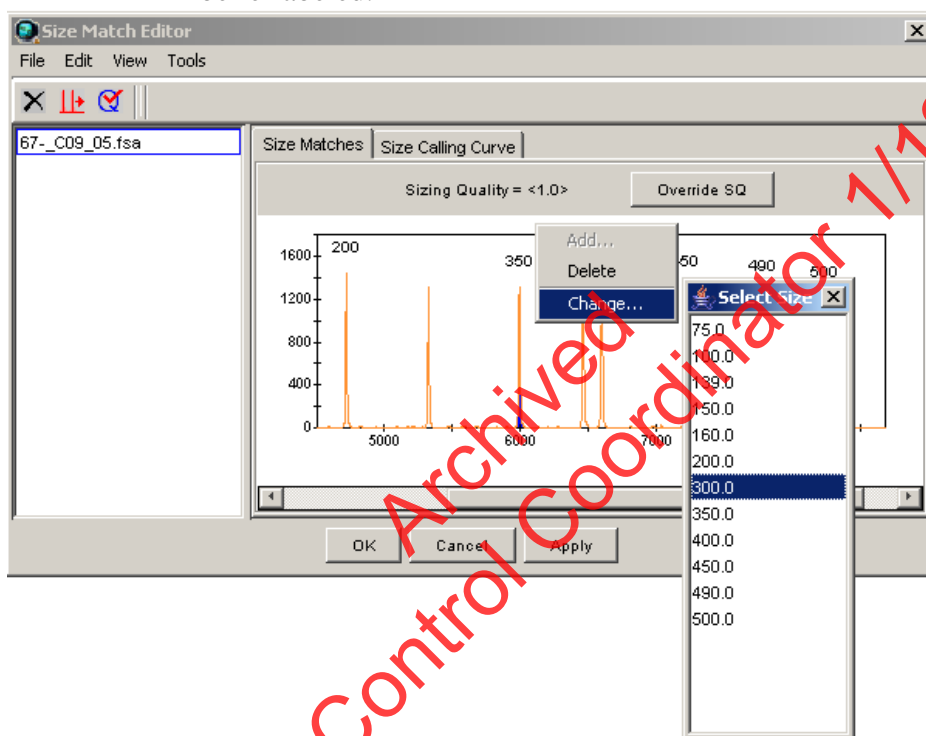 Size Match Editor
File Edit View Tools
67-_C09_05.fsa
Size Matches Size Calling Curve
Sizing Quality = <1.0> Override SQ
Add...
Delete
Change...
200
350
490
500
1600
1200
800
400
0
5000
6000
7000
Select Size
75.0
100.0
139.0
150.0
160.0
200.0
300.0
350.0
400.0
450.0
490.0
500.0
OK Cancel Apply
Archived
Control Coordinator